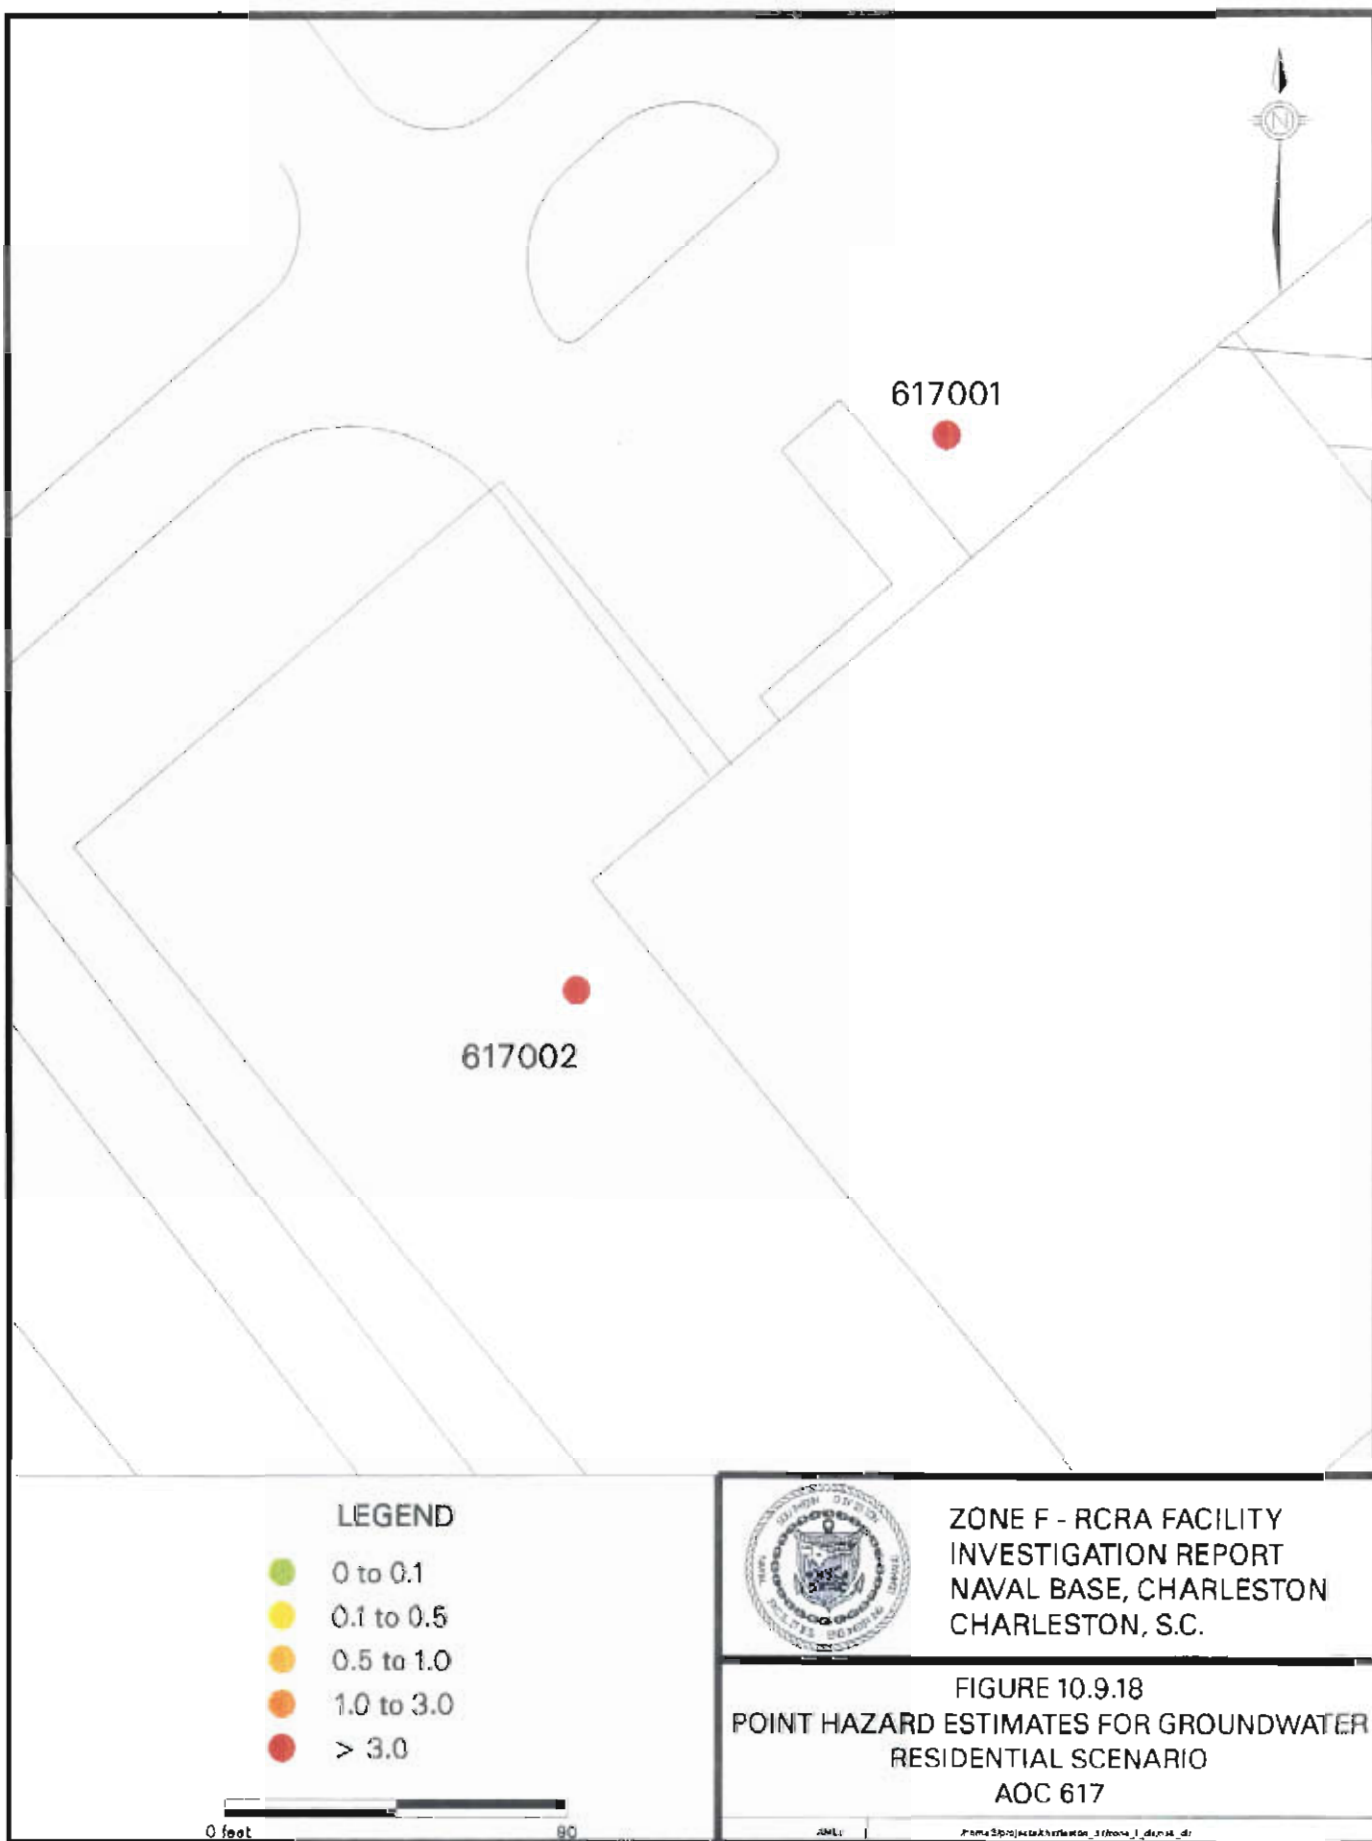 N
617001
617002
LEGEND
0 to 0.1
0.1 to 0.5
0.5 to 1.0
1.0 to 3.0
> 3.0
0 feet
ZONE F - RCRA FACILITY
INVESTIGATION REPORT
NAVAL BASE, CHARLESTON
CHARLESTON, S.C.
FIGURE 10.9.18
POINT HAZARD ESTIMATES FOR GROUNDWATER
RESIDENTIAL SCENARIO
AOC 617